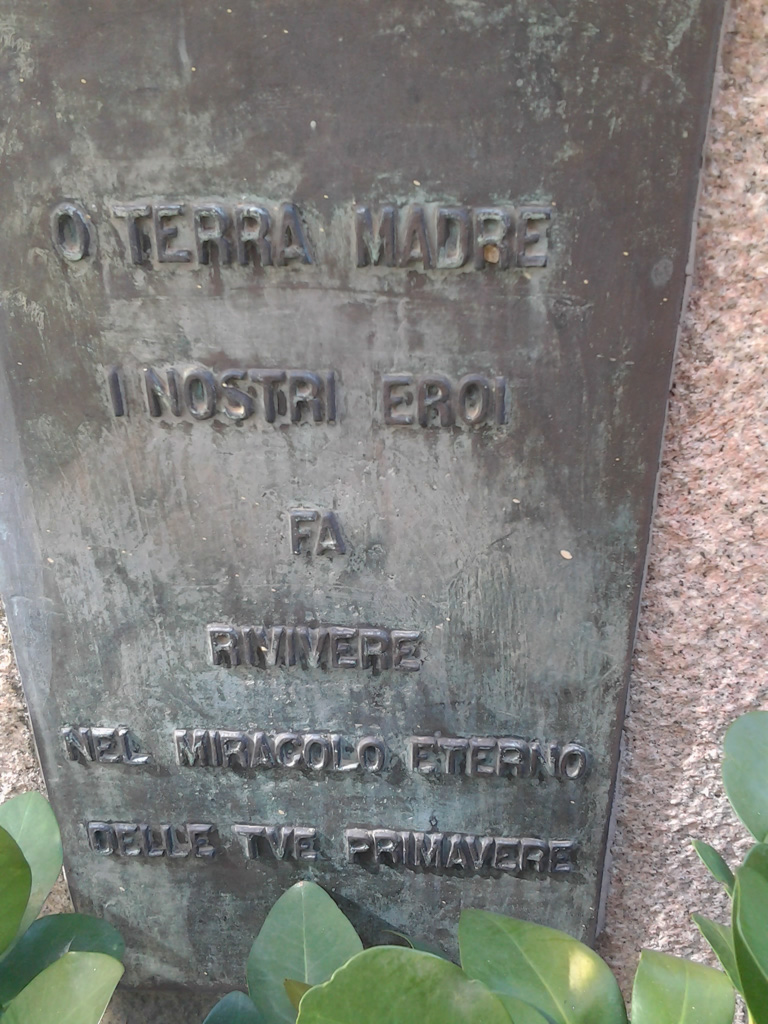 O TERRA MADRE
I NOSTRI EROI
FA
RIVIVERE
NEL MIRACOLO ETERNO
DELLE TVE PRIMAVERE